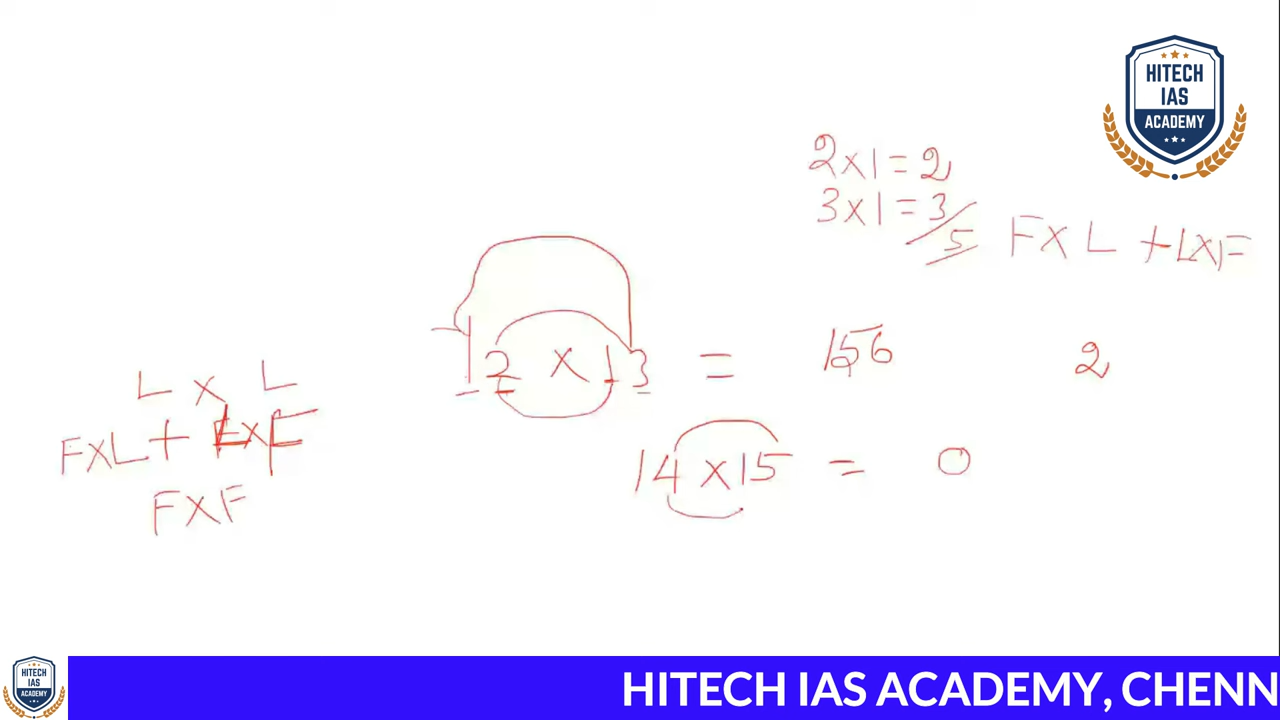 HITECH
IAS
ACADEMY
2x1=2
3x1=3
5
FXL+LXF
12 x 13 = 156
2
LxL
FxL+LxF
FXF
14x15 = 0
HITECH
IAS
ACADEMY
HITECH IAS ACADEMY, CHENN